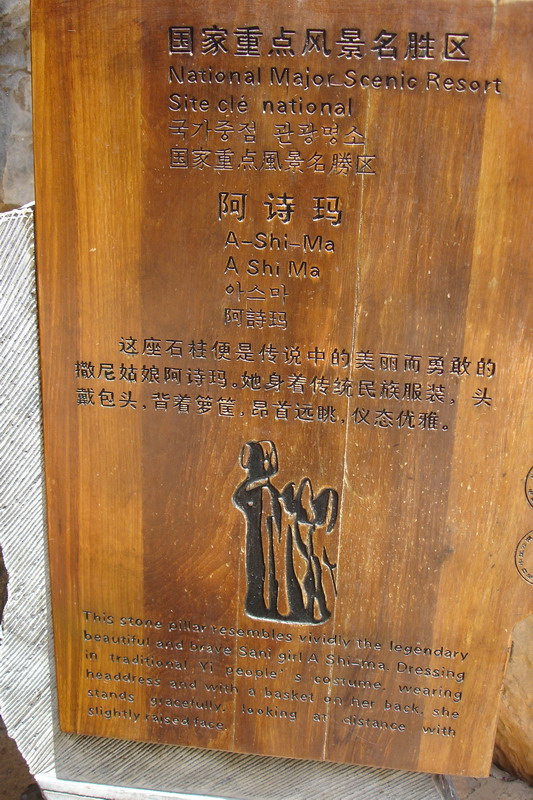 国家重点风景名胜区
National Major Scenic Resort
Site clé national
국가중점 관광명소
国家重点風景名勝区
阿诗玛
A-Shi-Ma
A Shi Ma
아스마
阿詩玛
这座石柱便是传说中的美丽而勇敢的
撒尼姑娘阿诗玛。她身着传统民族服装，头
戴包头，背着箩筐，昂首远眺，仪态优雅。
This stone pillar resembles vividly the legendary
beautiful and brave Sani girl A Shi-ma. Dressing
in traditional Yi people's costume, wearing
headdress and with a basket on her back, she
stands gracefully, looking at distance with
slightly raised face.